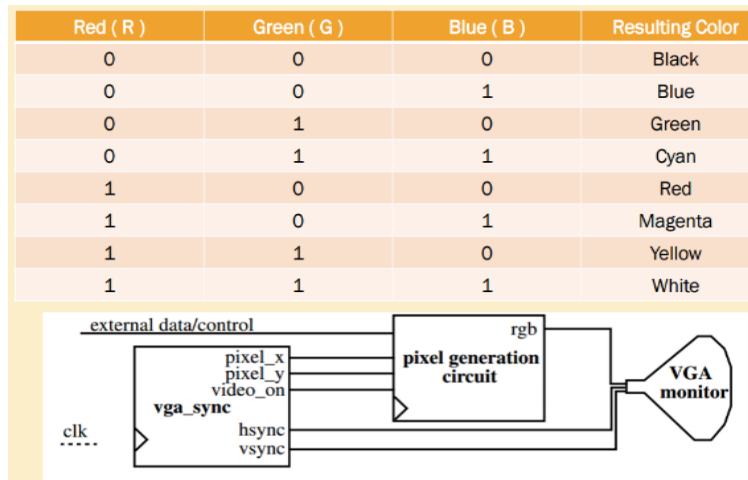 Red ( R ) Green ( G ) Blue ( B ) Resulting Color
0 0 0 Black
0 0 1 Blue
0 1 0 Green
0 1 1 Cyan
1 0 0 Red
1 0 1 Magenta
1 1 0 Yellow
1 1 1 White
external data/control
rgb
pixel_x
pixel_y
video_on
vga_sync
hsync
vsync
clk
pixel generation
circuit
VGA
monitor